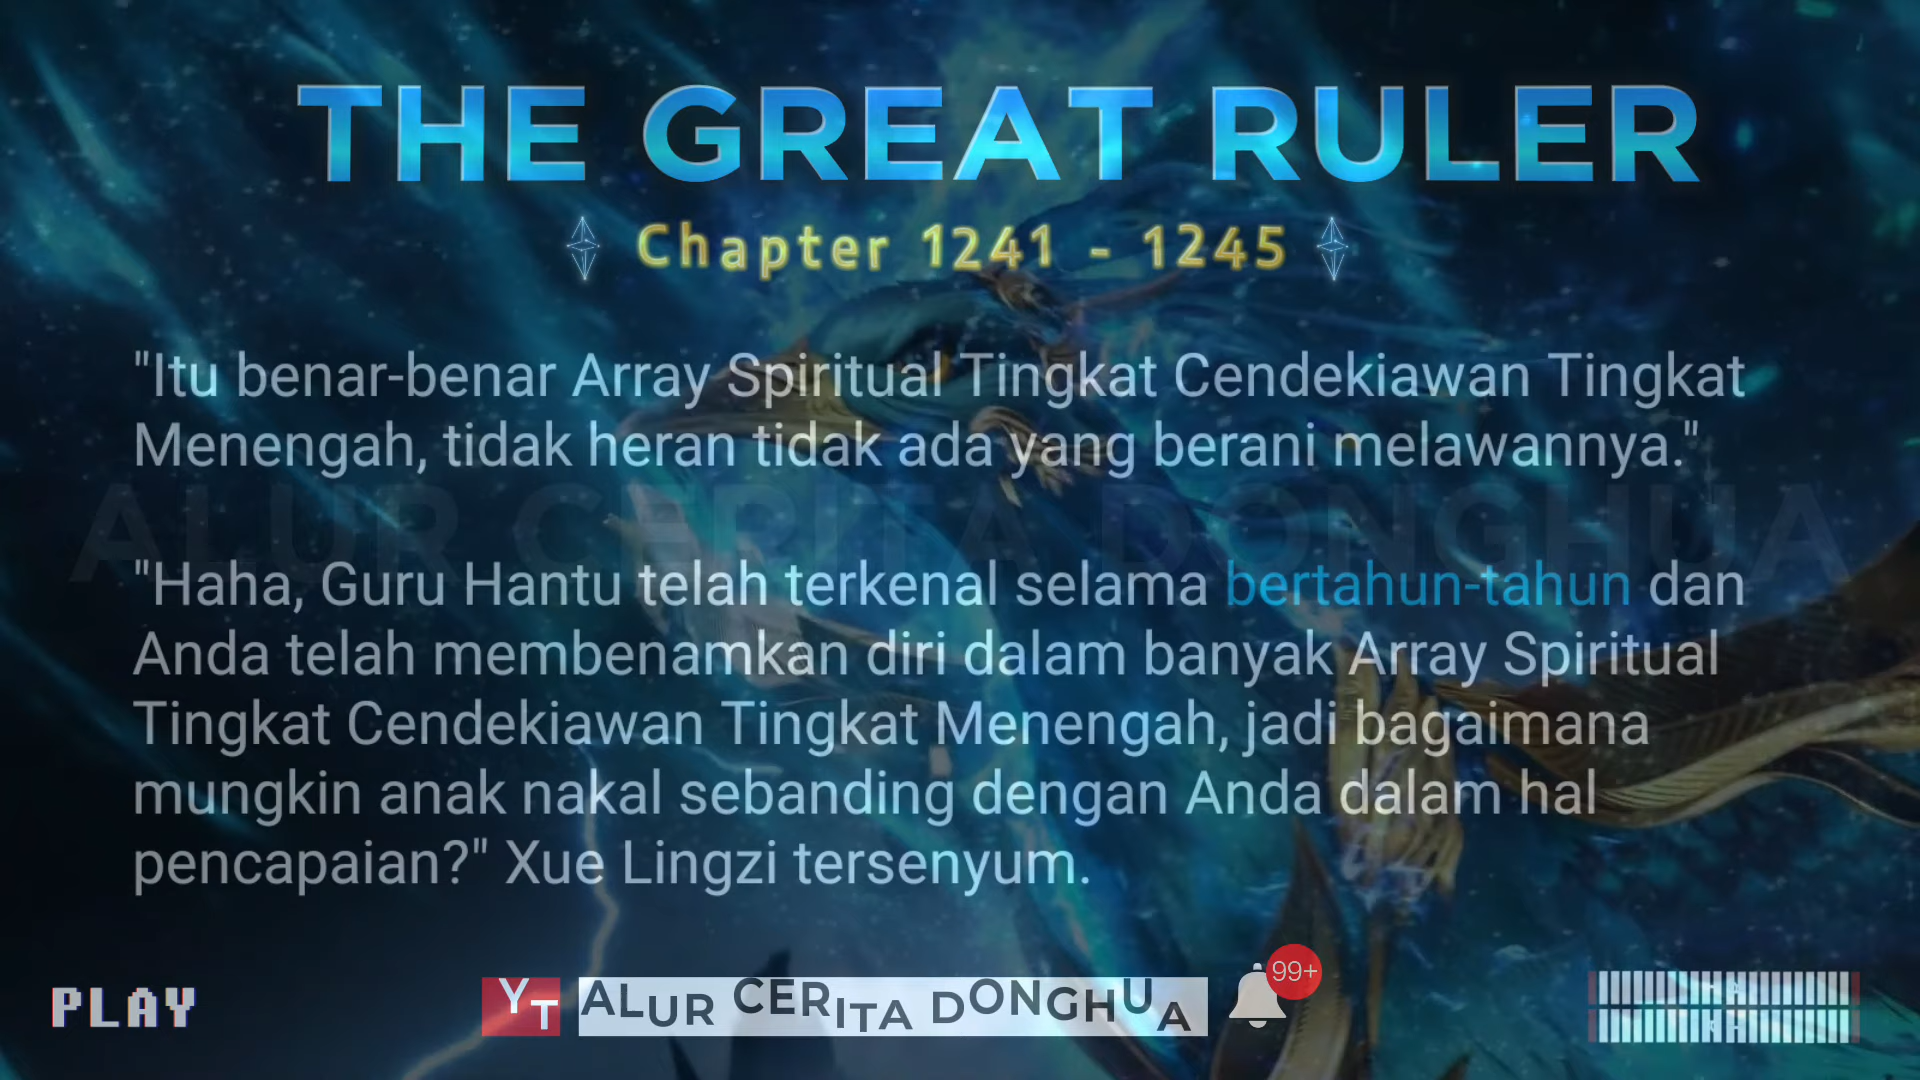 THE GREAT RULER
Chapter 1241 - 1245
"Itu benar-benar Array Spiritual Tingkat Cendekiawan Tingkat
Menengah, tidak heran tidak ada yang berani melawannya."
ALUR CERITA DONGHUA
"Haha, Guru Hantu telah terkenal selama bertahun-tahun dan
Anda telah membenamkan diri dalam banyak Array Spiritual
Tingkat Cendekiawan Tingkat Menengah, jadi bagaimana
mungkin anak nakal sebanding dengan Anda dalam hal
pencapaian?" Xue Lingzi tersenyum.
PLAY
YT ALUR CERITA DONGHUA
99+